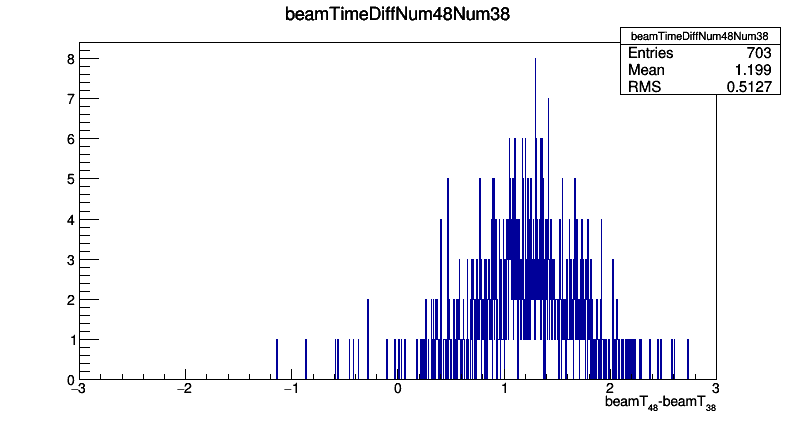 beamTimeDiffNum48Num38
beamTimeDiffNum48Num38
Entries 703
Mean 1.199
RMS 0.5127
8
7
6
5
4
3
2
1
0
−3 −2 −1 0 1 2 3
beamT48-beamT38